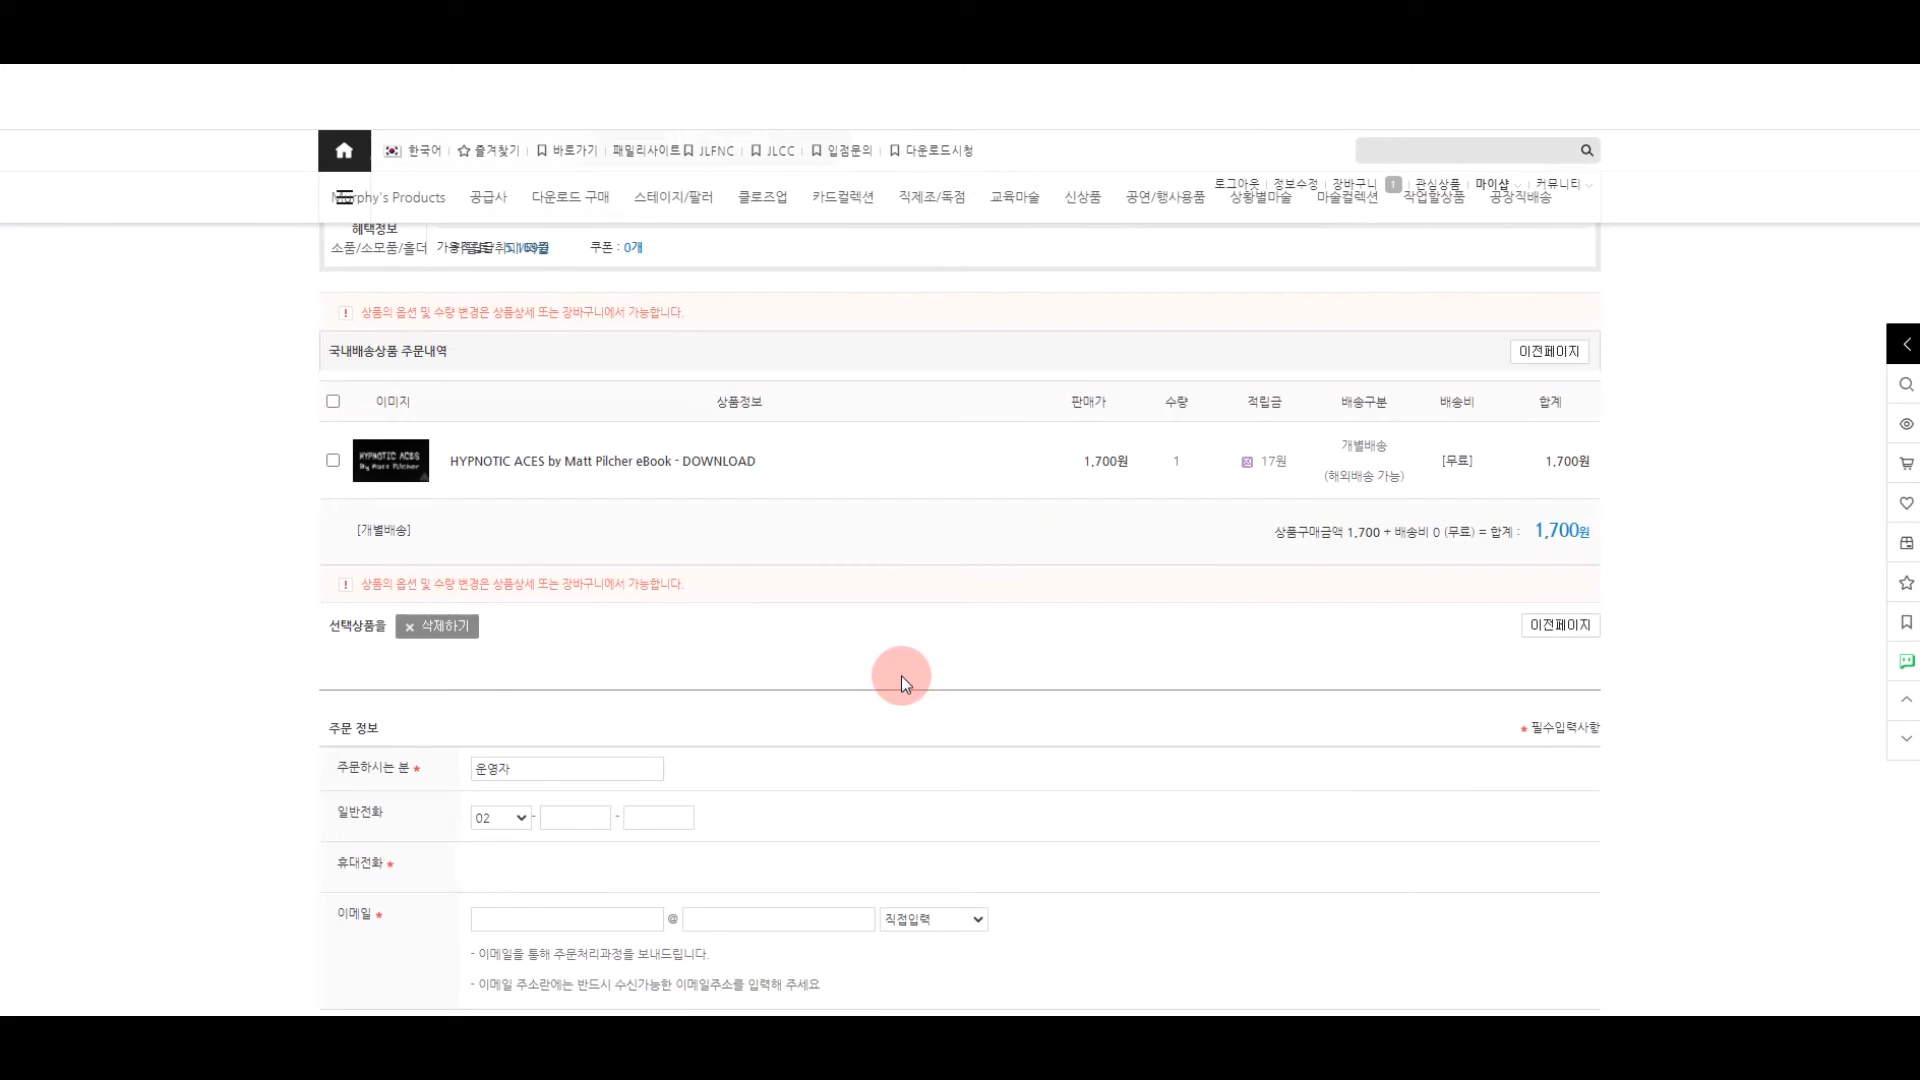 한국어 즐겨찾기 바로가기 패밀리사이트 JLFNC JLCC 입점문의 다운로드시청
로그아웃 정보수정 장바구니 1 관심상품 마이샵 커뮤니티
Murphy's Products 공급사 다운로드 구매 스테이지/팔러 클로즈업 카드컬렉션 직제조/독점 교육마술 신상품 공연/행사용품 상황별마술 마술컬렉션 작업할상품 공장직배송
혜택정보
소품/소모품/홀더 쿠폰 : 0개
! 상품의 옵션 및 수량 변경은 상품상세 또는 장바구니에서 가능합니다.
국내배송상품 주문내역 이전페이지
이미지 상품정보 판매가 수량 적립금 배송구분 배송비 합계
HYPNOTIC ACES
By Matt Pilcher
HYPNOTIC ACES by Matt Pilcher eBook - DOWNLOAD 1,700원 1 17원 개별배송 [무료] 1,700원
(해외배송 가능)
[개별배송] 상품구매금액 1,700 + 배송비 0 (무료) = 합계 : 1,700원
! 상품의 옵션 및 수량 변경은 상품상세 또는 장바구니에서 가능합니다.
선택상품을 × 삭제하기 이전페이지
주문 정보 * 필수입력사항
주문하시는 분 * 운영자
일반전화 02 - -
휴대전화 *
이메일 * @ 직접입력
- 이메일을 통해 주문처리과정을 보내드립니다.
- 이메일 주소란에는 반드시 수신가능한 이메일주소를 입력해 주세요